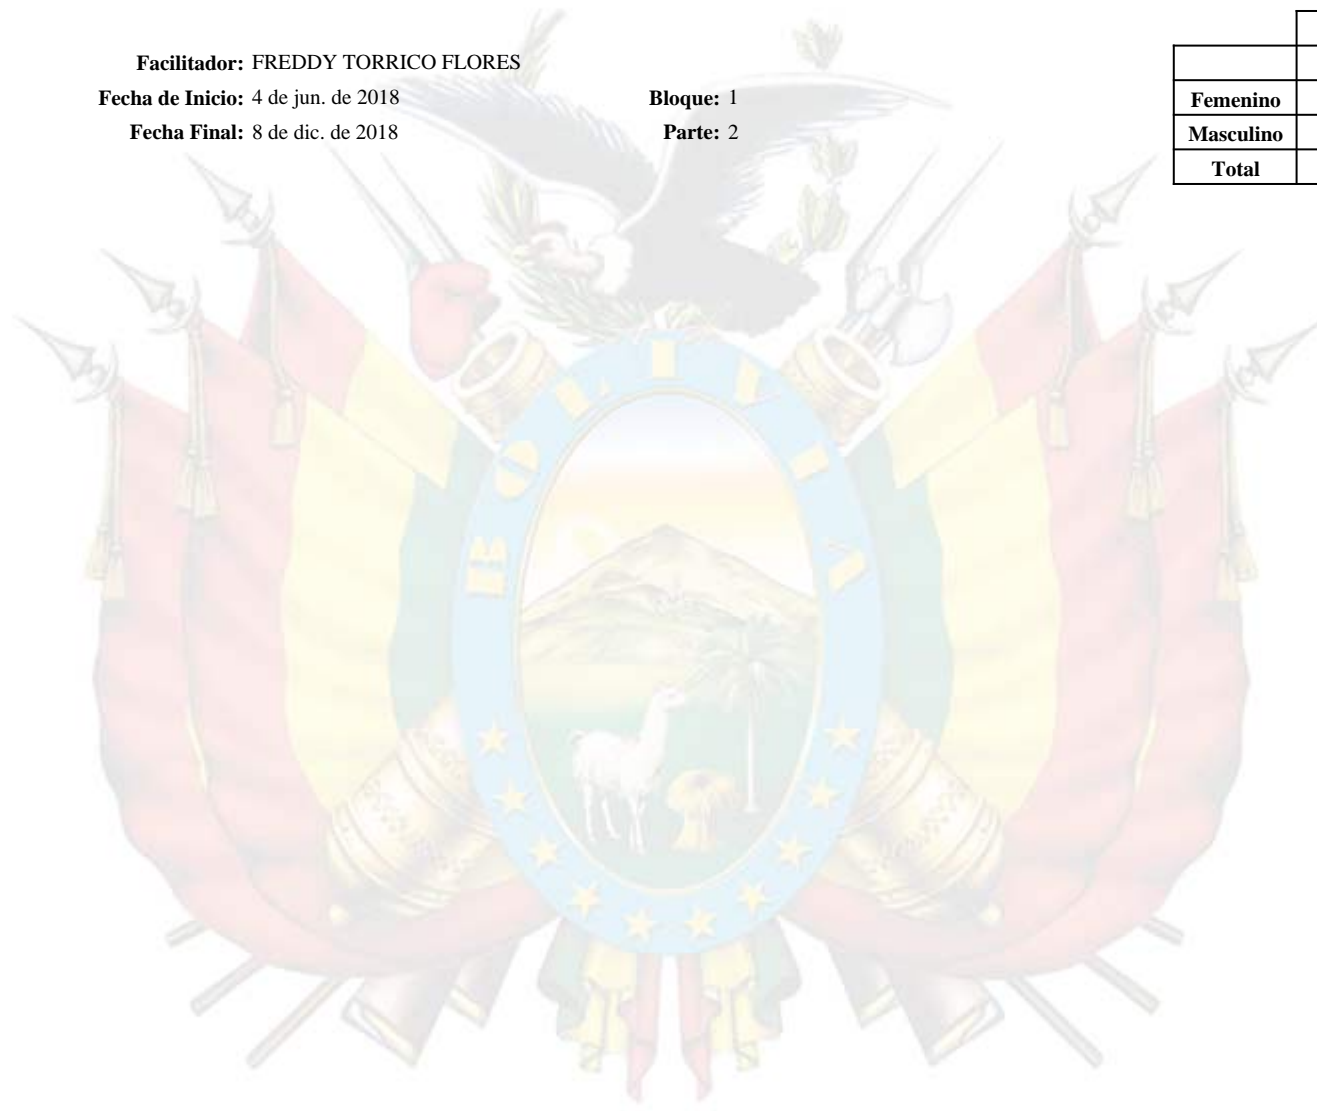 Facilitador: FREDDY TORRICO FLORES
Fecha de Inicio: 4 de jun. de 2018 Bloque: 1
Fecha Final: 8 de dic. de 2018 Parte: 2
Femenino
Masculino
Total
BOLIVIA